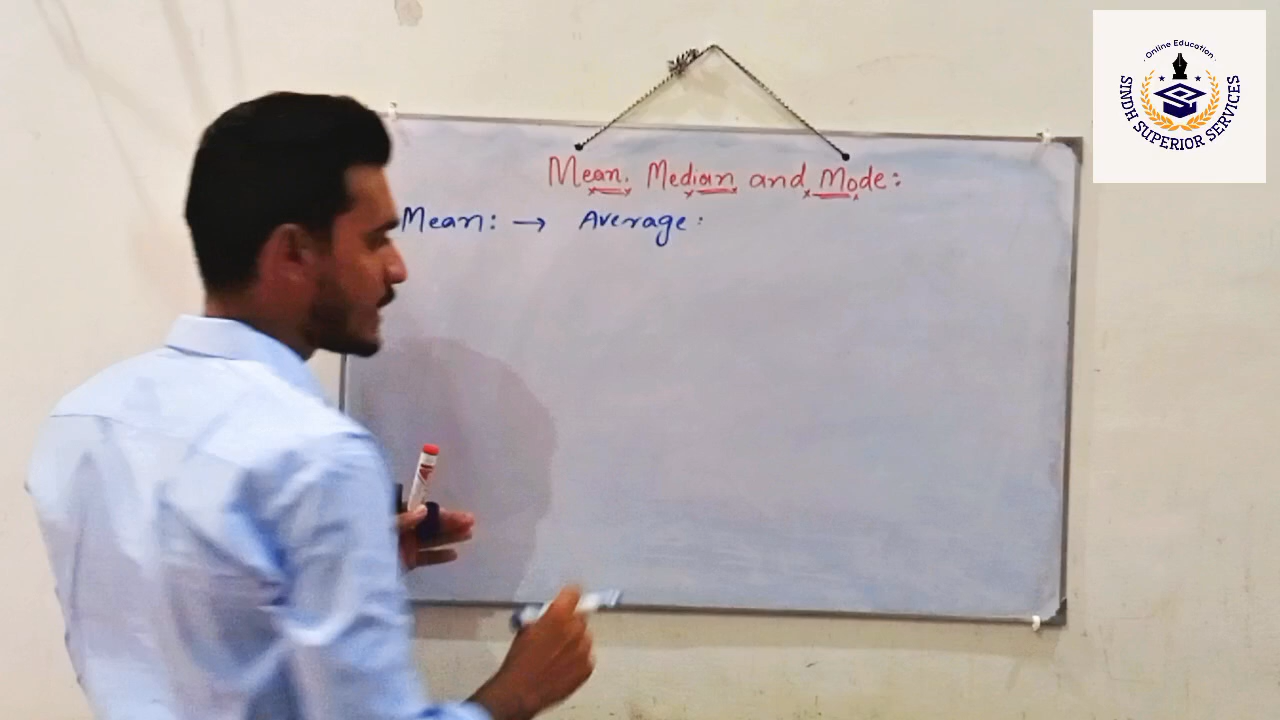 Online Education
SINDH SUPERIOR SERVICES
Mean, Median and Mode:
Mean: → Average: